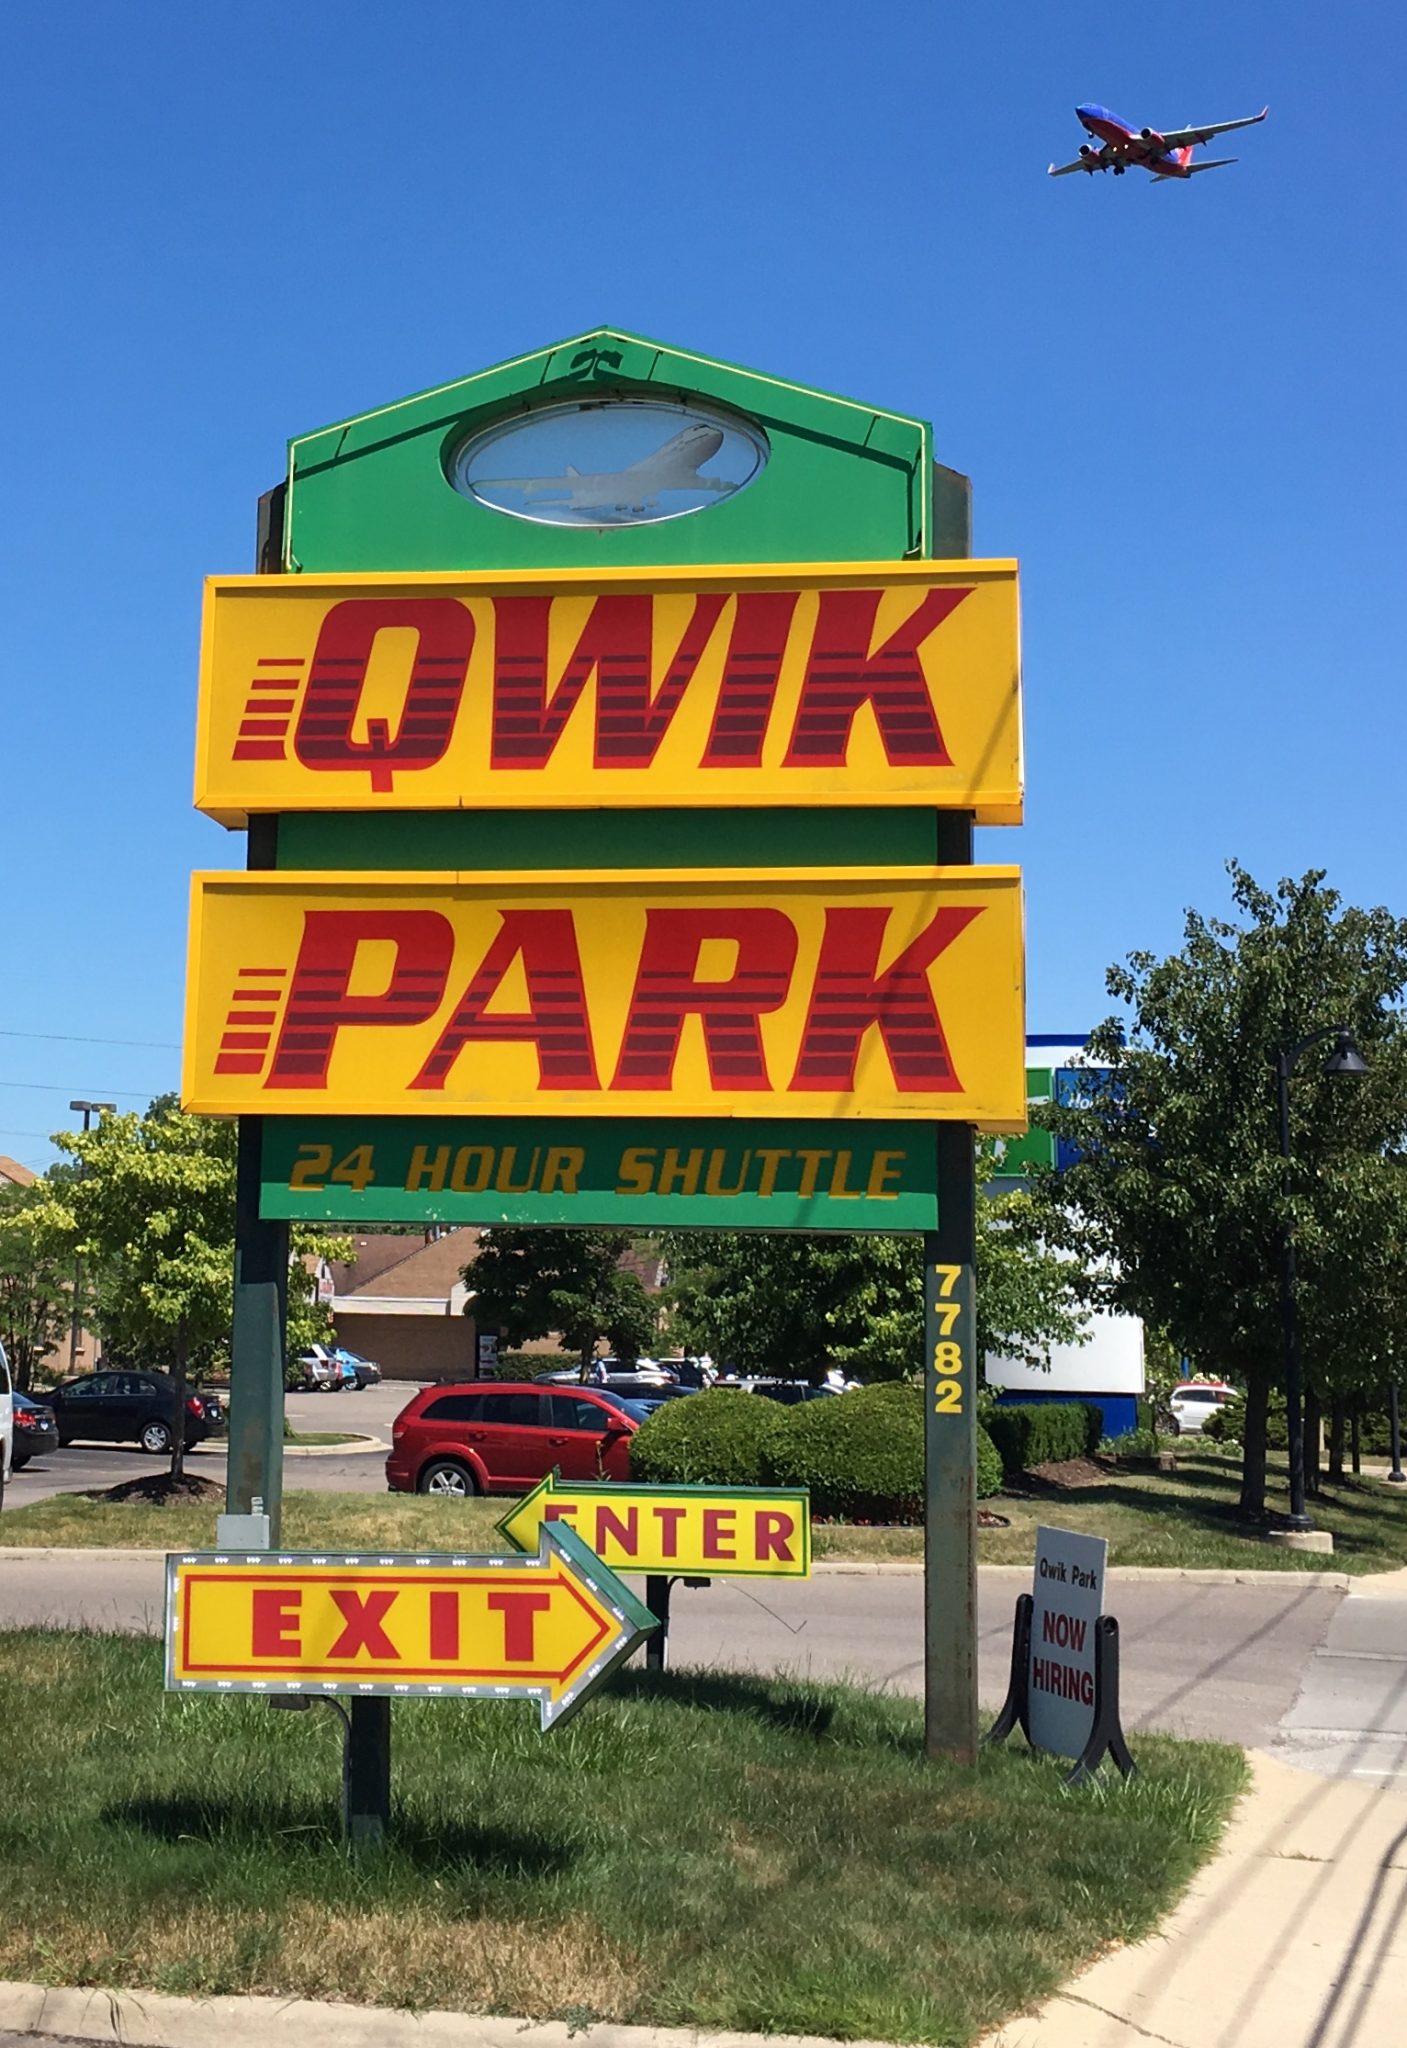 QWIK
PARK
24 HOUR SHUTTLE
7782
ENTER
EXIT
Qwik Park
NOW
HIRING